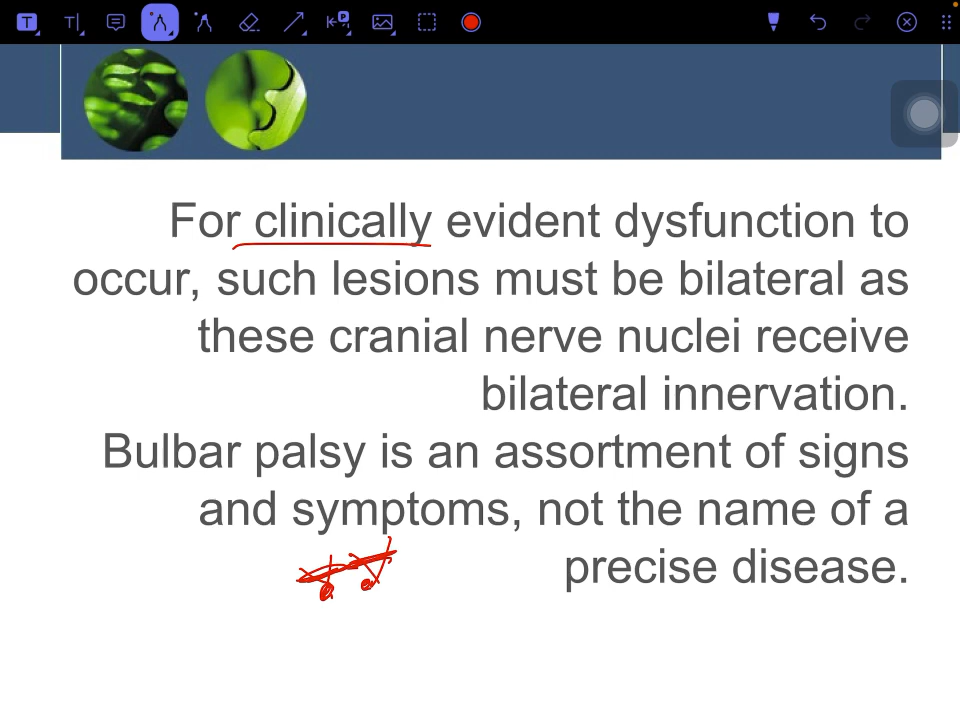 For clinically evident dysfunction to
occur, such lesions must be bilateral as
these cranial nerve nuclei receive
bilateral innervation.
Bulbar palsy is an assortment of signs
and symptoms, not the name of a
precise disease.